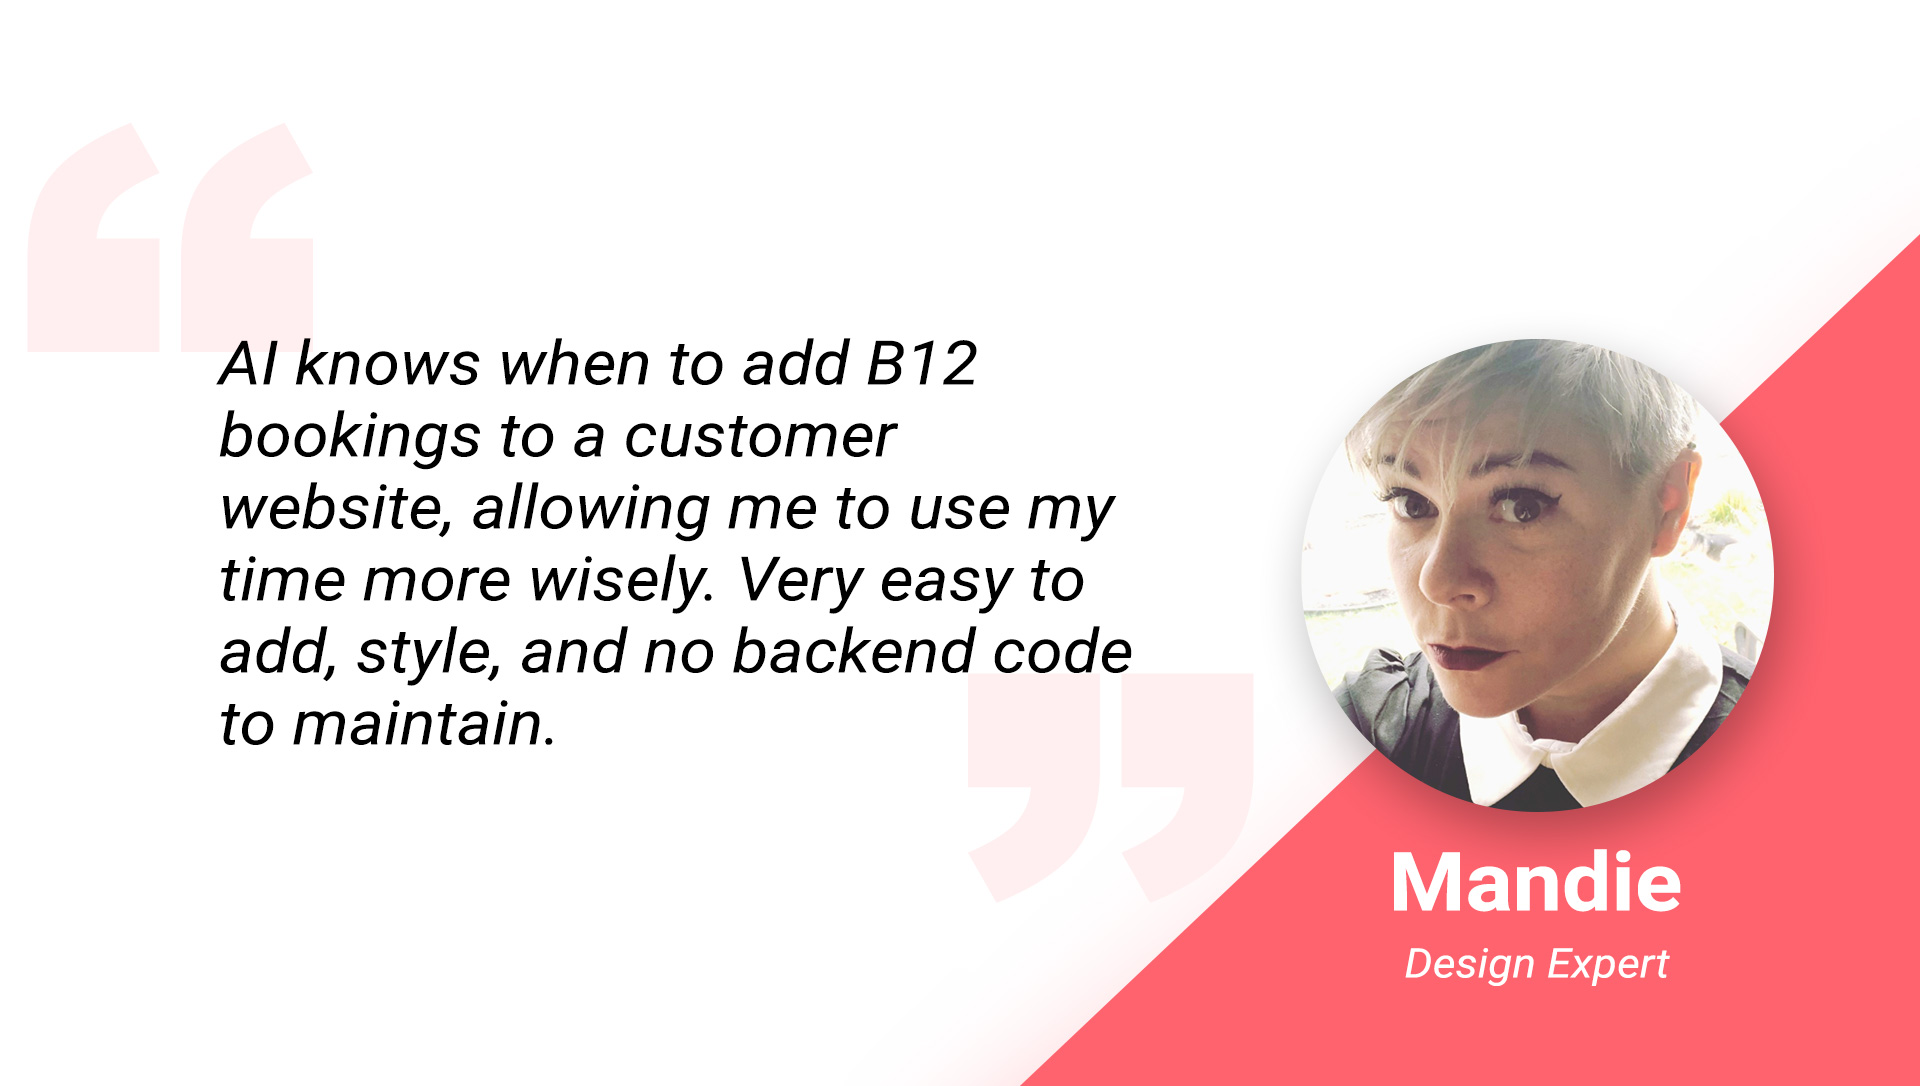 AI knows when to add B12
bookings to a customer
website, allowing me to use my
time more wisely. Very easy to
add, style, and no backend code
to maintain.
Mandie
Design Expert